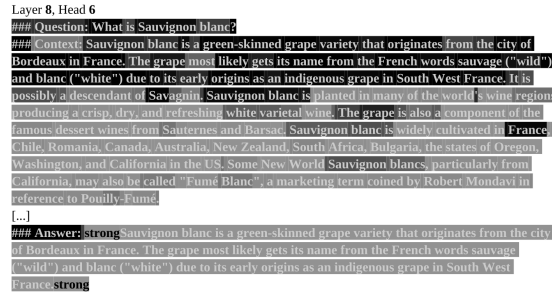 Layer 8, Head 6
### Question: What is Sauvignon blanc?
### Context: Sauvignon blanc is a green-skinned grape variety that originates from the city of
Bordeaux in France. The grape most likely gets its name from the French words sauvage ("wild")
and blanc ("white") due to its early origins as an indigenous grape in South West France. It is
possibly a descendant of Savagnin. Sauvignon blanc is planted in many of the world's wine regions,
producing a crisp, dry, and refreshing white varietal wine. The grape is also a component of the
famous dessert wines from Sauternes and Barsac. Sauvignon blanc is widely cultivated in France,
Chile, Romania, Canada, Australia, New Zealand, South Africa, Bulgaria, the states of Oregon,
Washington, and California in the US. Some New World Sauvignon blancs, particularly from
California, may also be called "Fumé Blanc", a marketing term coined by Robert Mondavi in
reference to Pouilly-Fumé.
[...]
### Answer: strongSauvignon blanc is a green-skinned grape variety that originates from the city
of Bordeaux in France. The grape most likely gets its name from the French words sauvage
("wild") and blanc ("white") due to its early origins as an indigenous grape in South West
France.strong